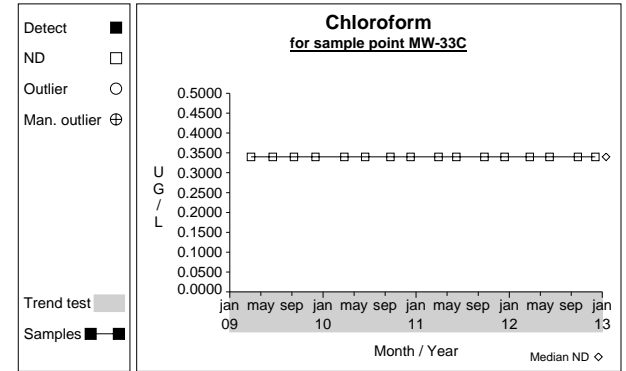 Detect
ND
Outlier
Man. outlier
Trend test
Samples
Chloroform
for sample point MW-33C
U
G
/
L
0.5000
0.4500
0.4000
0.3500
0.3000
0.2500
0.2000
0.1500
0.1000
0.0500
0.0000
jan may sep jan may sep jan may sep jan may sep jan
09 10 11 12 13
Month / Year
Median ND